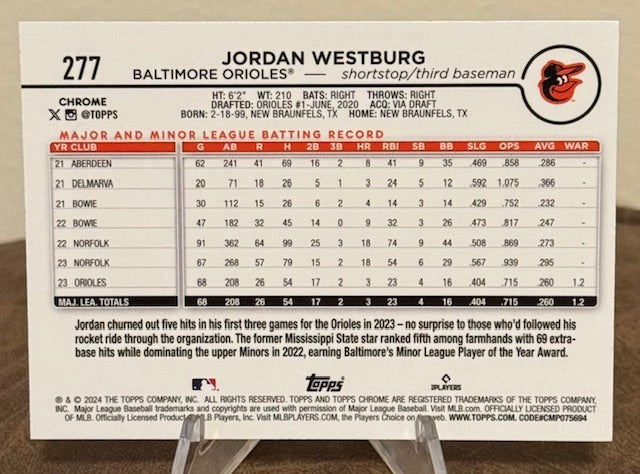 277
JORDAN WESTBURG
BALTIMORE ORIOLES® — shortstop/third baseman
CHROME
X @TOPPS
HT: 6'2" WT: 210 BATS: RIGHT THROWS: RIGHT
DRAFTED: ORIOLES #1-JUNE, 2020 ACQ: VIA DRAFT
BORN: 2-18-99, NEW BRAUNFELS, TX HOME: NEW BRAUNFELS, TX
MAJOR AND MINOR LEAGUE BATTING RECORD
YR CLUB G AB R H 2B 3B HR RBI SB BB SLG OPS AVG WAR
21 ABERDEEN 62 241 41 69 16 2 8 41 9 35 .469 .858 .286 -
21 DELMARVA 20 71 18 26 5 1 3 24 5 12 .592 1.075 .366 -
21 BOWIE 30 112 15 26 6 2 4 14 3 14 .429 .752 .232 -
22 BOWIE 47 182 32 45 14 0 9 32 3 26 .473 .817 .247 -
22 NORFOLK 91 362 64 99 25 3 18 74 9 44 .508 .869 .273 -
23 NORFOLK 67 268 57 79 15 2 18 54 6 29 .567 .939 .295 -
23 ORIOLES 68 208 26 54 17 2 3 23 4 16 .404 .715 .260 1.2
MAJ. LEA. TOTALS 68 208 26 54 17 2 3 23 4 16 .404 .715 .260 1.2
Jordan churned out five hits in his first three games for the Orioles in 2023 – no surprise to those who'd followed his
rocket ride through the organization. The former Mississippi State star ranked fifth among farmhands with 69 extra-
base hits while dominating the upper Minors in 2022, earning Baltimore's Minor League Player of the Year Award.
Topps
PLAYERS
® & © 2024 THE TOPPS COMPANY, INC. ALL RIGHTS RESERVED. TOPPS AND TOPPS CHROME ARE REGISTERED TRADEMARKS OF THE TOPPS COMPANY,
INC. Major League Baseball trademarks and copyrights are used with permission of Major League Baseball. Visit MLB.com. OFFICIALLY LICENSED PRODUCT
OF MLB. Officially Licensed Product MLB Players, Inc. Visit MLBPLAYERS.com, the Players Choice on the web. WWW.TOPPS.COM. CODE#CMP075694